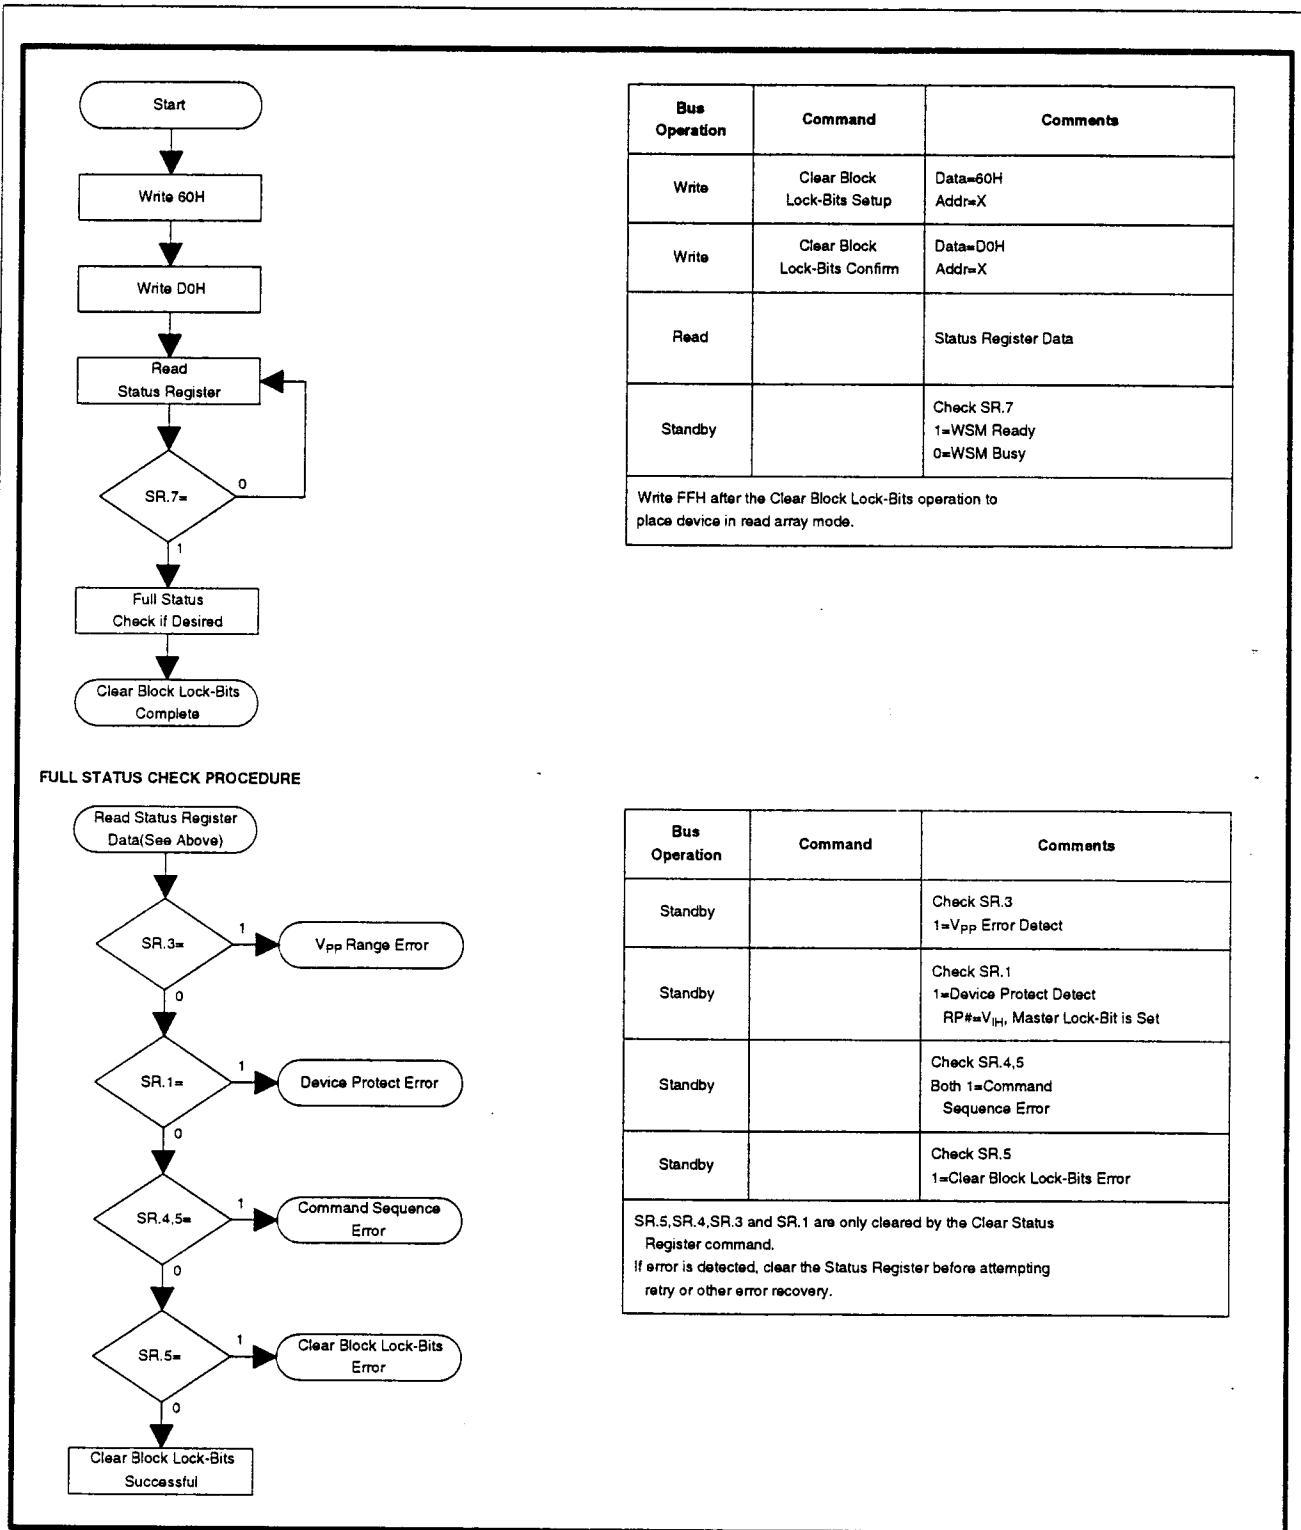 Start
Write 60H
Write D0H
Read
Status Register
SR.7=
0
1
Full Status
Check if Desired
Clear Block Lock-Bits
Complete
Bus
Operation
Command
Comments
Write
Clear Block
Lock-Bits Setup
Data=60H
Addr=X
Write
Clear Block
Lock-Bits Confirm
Data=D0H
Addr=X
Read
Status Register Data
Standby
Check SR.7
1=WSM Ready
0=WSM Busy
Write FFH after the Clear Block Lock-Bits operation to
place device in read array mode.
FULL STATUS CHECK PROCEDURE
Read Status Register
Data(See Above)
SR.3=
1
VPP Range Error
0
SR.1=
1
Device Protect Error
0
SR.4,5=
1
Command Sequence
Error
0
SR.5=
1
Clear Block Lock-Bits
Error
0
Clear Block Lock-Bits
Successful
Bus
Operation
Command
Comments
Standby
Check SR.3
1=VPP Error Detect
Standby
Check SR.1
1=Device Protect Detect
RP#=VIH, Master Lock-Bit is Set
Standby
Check SR.4,5
Both 1=Command
Sequence Error
Standby
Check SR.5
1=Clear Block Lock-Bits Error
SR.5,SR.4,SR.3 and SR.1 are only cleared by the Clear Status
Register command.
If error is detected, clear the Status Register before attempting
retry or other error recovery.